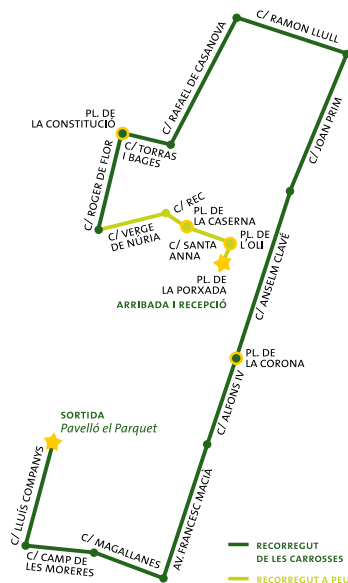 C/ RAMON LLULL
C/ RAFAEL DE CASANOVA
C/ JOAN PRIM
PL. DE
LA CONSTITUCIÓ
C/ TORRAS
I BAGES
C/ ROGER DE FLOR
C/ REC
PL. DE
LA CASERNA
C/ VERGE
DE NÚRIA
C/ SANTA
ANNA
PL. DE
L'OLI
PL. DE
LA PORXADA
ARRIBADA I RECEPCIÓ
C/ ANSELM CLAVÉ
PL. DE
LA CORONA
C/ ALFONS IV
SORTIDA
Pavelló el Parquet
C/ LLUÍS COMPANYS
C/ CAMP DE
LES MORERES
C/ MAGALLANES
AV. FRANCESC MACIÀ
RECORREGUT
DE LES CARROSSES
RECORREGUT A PEU